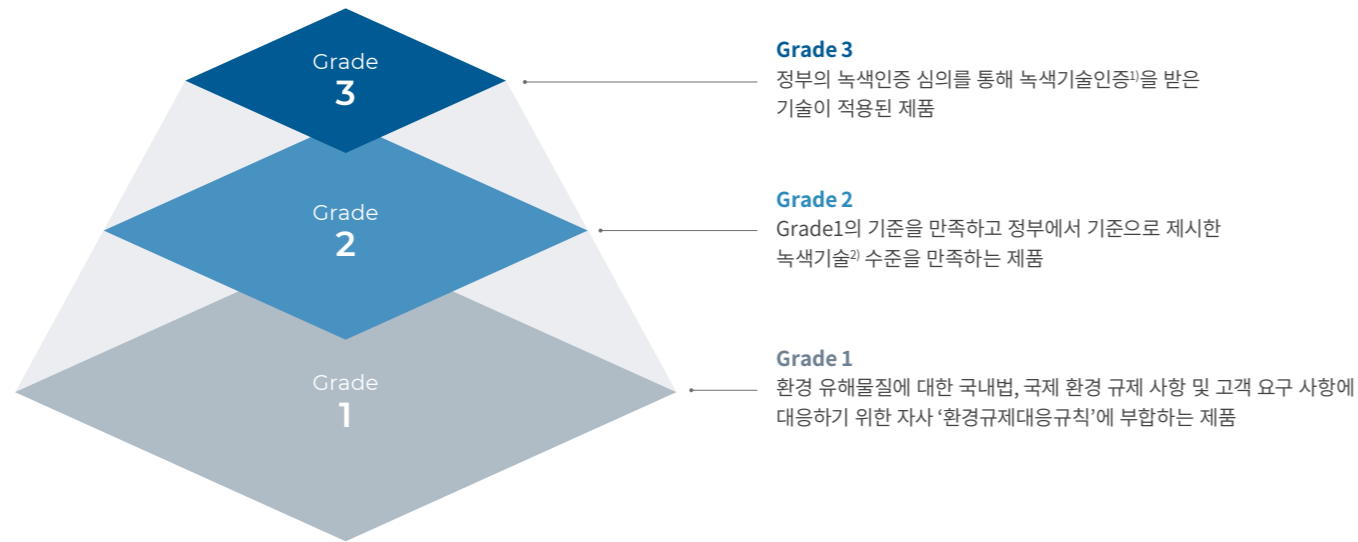 Grade
3
Grade 3
정부의 녹색인증 심의를 통해 녹색기술인증1)을 받은
기술이 적용된 제품
Grade
2
Grade 2
Grade1의 기준을 만족하고 정부에서 기준으로 제시한
녹색기술2) 수준을 만족하는 제품
Grade
1
Grade 1
환경 유해물질에 대한 국내법, 국제 환경 규제 사항 및 고객 요구 사항에
대응하기 위한 자사 ‘환경규제대응규칙’에 부합하는 제품